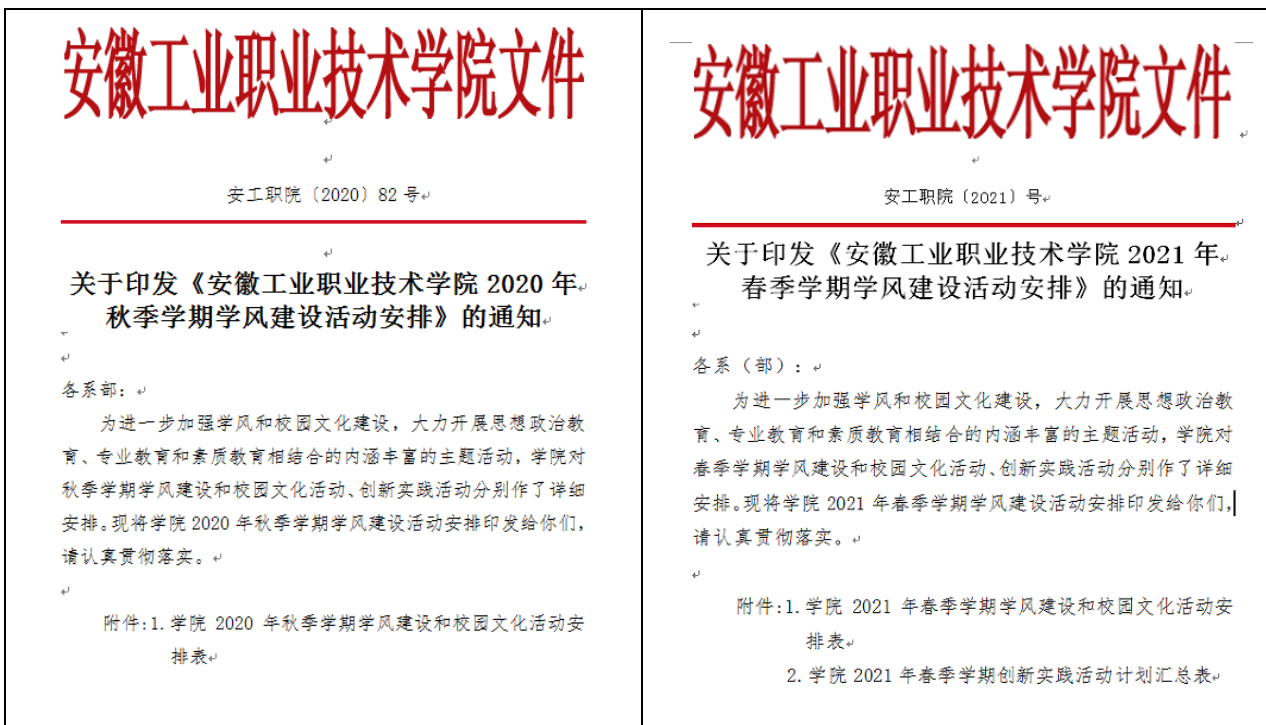 安徽工业职业技术学院文件
安工职院〔2020〕82 号
关于印发《安徽工业职业技术学院 2020 年
秋季学期学风建设活动安排》的通知
各系部：
为进一步加强学风和校园文化建设，大力开展思想政治教
育、专业教育和素质教育相结合的内涵丰富的主题活动，学院对
秋季学期学风建设和校园文化活动、创新实践活动分别作了详细
安排。现将学院 2020 年秋季学期学风建设活动安排印发给你们，
请认真贯彻落实。
附件:1.学院 2020 年秋季学期学风建设和校园文化活动安
排表
安徽工业职业技术学院文件
安工职院〔2021〕号
关于印发《安徽工业职业技术学院 2021 年
春季学期学风建设活动安排》的通知
各系（部）：
为进一步加强学风和校园文化建设，大力开展思想政治教
育、专业教育和素质教育相结合的内涵丰富的主题活动，学院对
春季学期学风建设和校园文化活动、创新实践活动分别作了详细
安排。现将学院 2021 年春季学期学风建设活动安排印发给你们，
请认真贯彻落实。
附件:1.学院 2021 年春季学期学风建设和校园文化活动安
排表
2.学院 2021 年春季学期创新实践活动计划汇总表